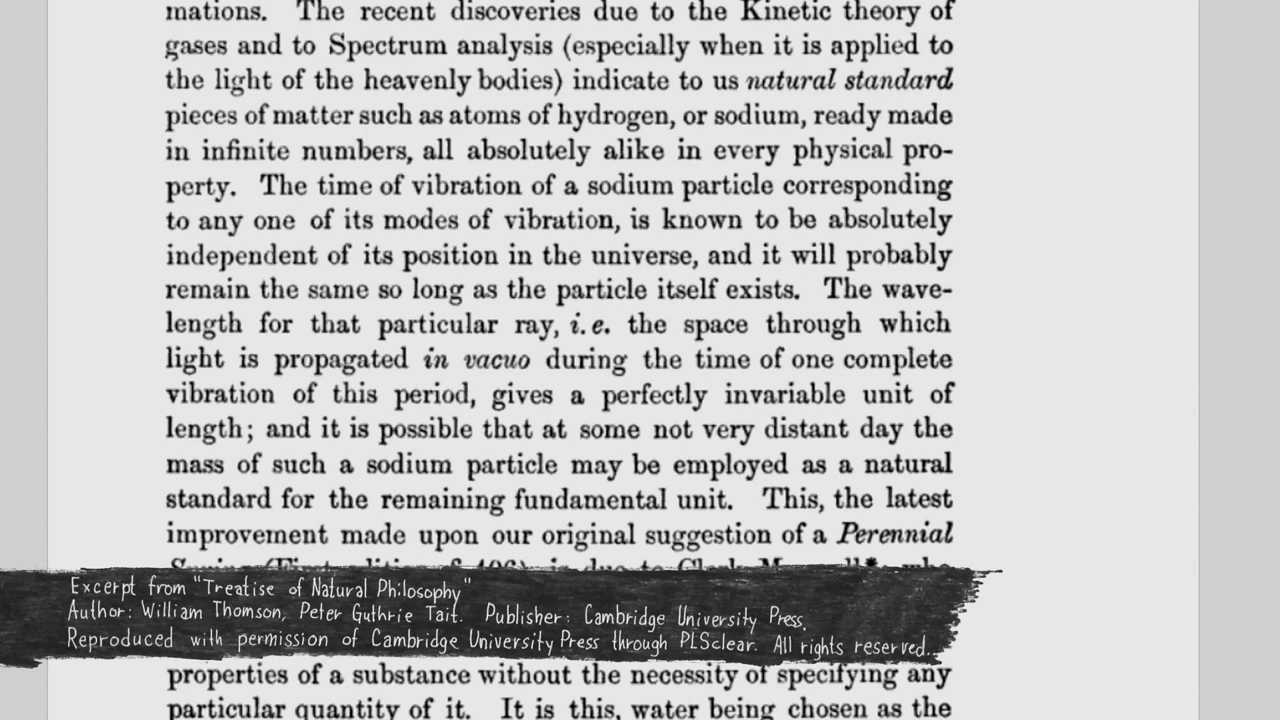 mations. The recent discoveries due to the Kinetic theory of
gases and to Spectrum analysis (especially when it is applied to
the light of the heavenly bodies) indicate to us natural standard
pieces of matter such as atoms of hydrogen, or sodium, ready made
in infinite numbers, all absolutely alike in every physical pro-
perty. The time of vibration of a sodium particle corresponding
to any one of its modes of vibration, is known to be absolutely
independent of its position in the universe, and it will probably
remain the same so long as the particle itself exists. The wave-
length for that particular ray, i.e. the space through which
light is propagated in vacuo during the time of one complete
vibration of this period, gives a perfectly invariable unit of
length; and it is possible that at some not very distant day the
mass of such a sodium particle may be employed as a natural
standard for the remaining fundamental unit. This, the latest
improvement made upon our original suggestion of a Perennial
Excerpt from "Treatise of Natural Philosophy"
Author: William Thomson, Peter Guthrie Tait. Publisher: Cambridge University Press.
Reproduced with permission of Cambridge University Press through PLSclear. All rights reserved.
properties of a substance without the necessity of specifying any
particular quantity of it. It is this, water being chosen as the